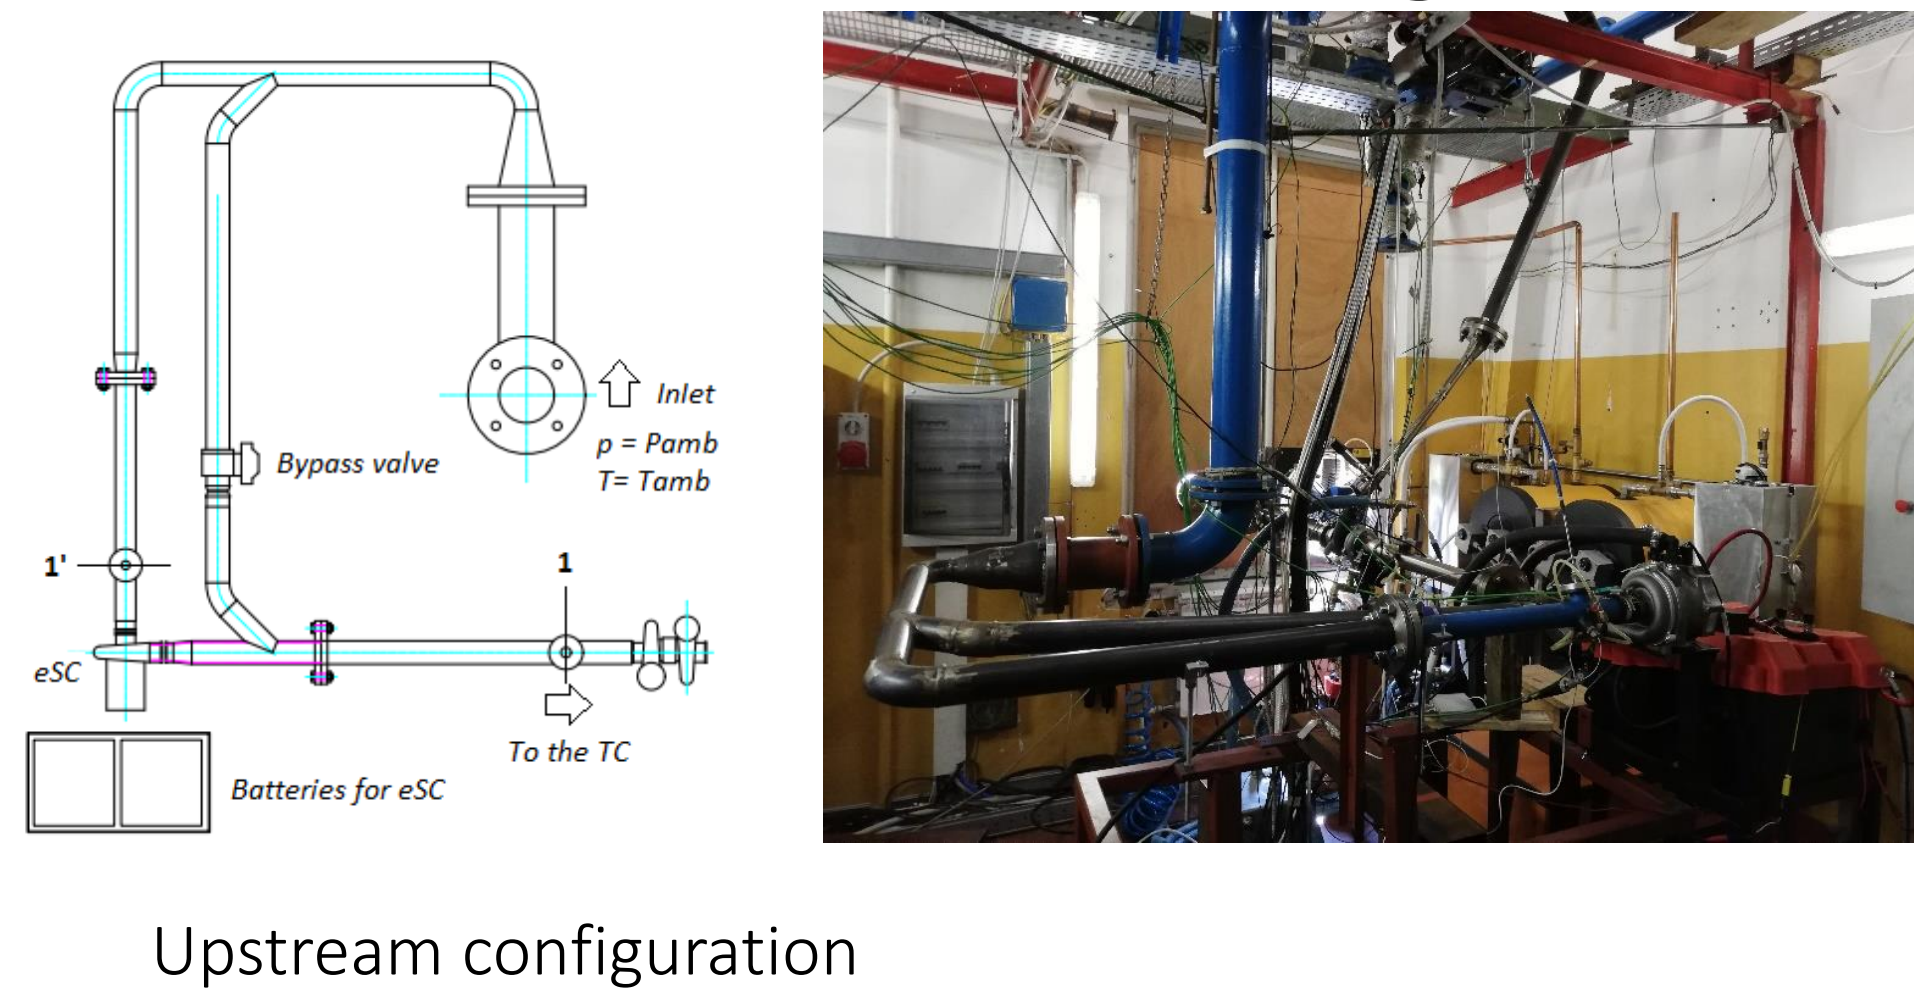 Inlet
p = Pamb
T= Tamb
Bypass valve
1'
1
eSC
To the TC
Batteries for eSC
Upstream configuration